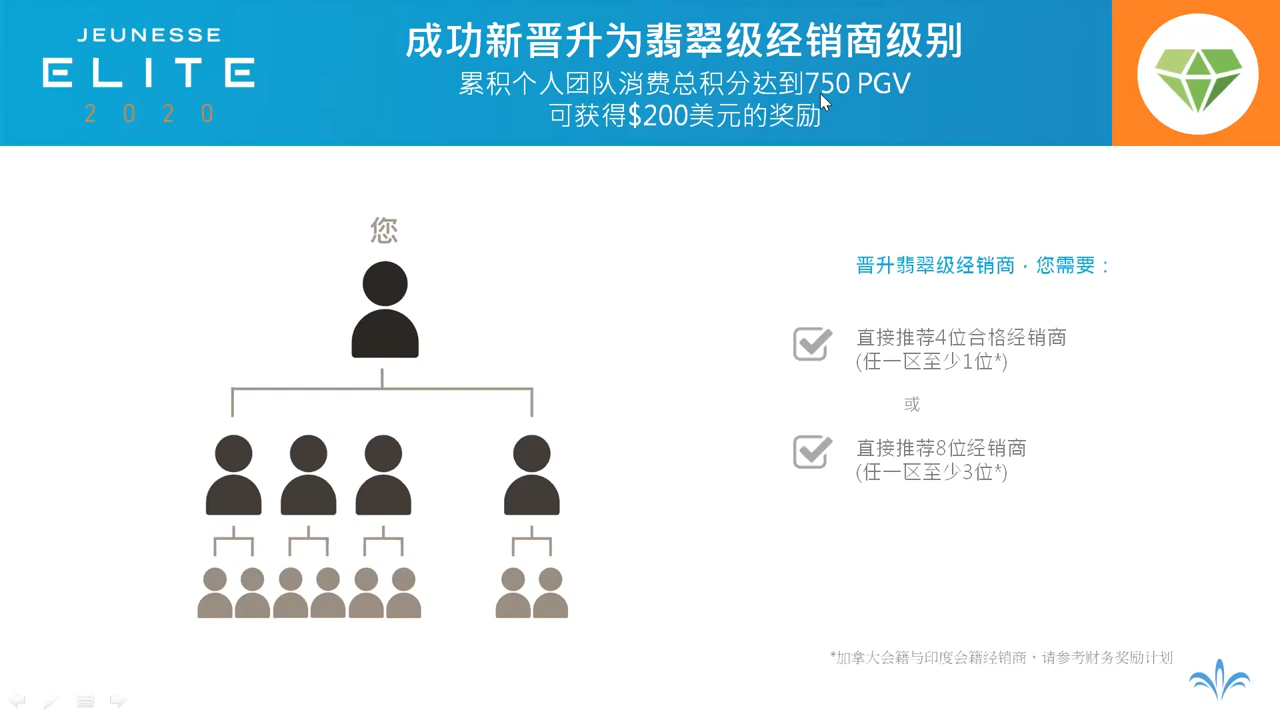 JEUNESSE
ELITE
2020
成功新晋升为翡翠级经销商级别
累积个人团队消费总积分达到750 PGV
可获得$200美元的奖励
您
晋升翡翠级经销商，您需要：
直接推荐4位合格经销商
(任一区至少1位*)
或
直接推荐8位经销商
(任一区至少3位*)
*加拿大会籍与印度会籍经销商，请参考财务奖励计划